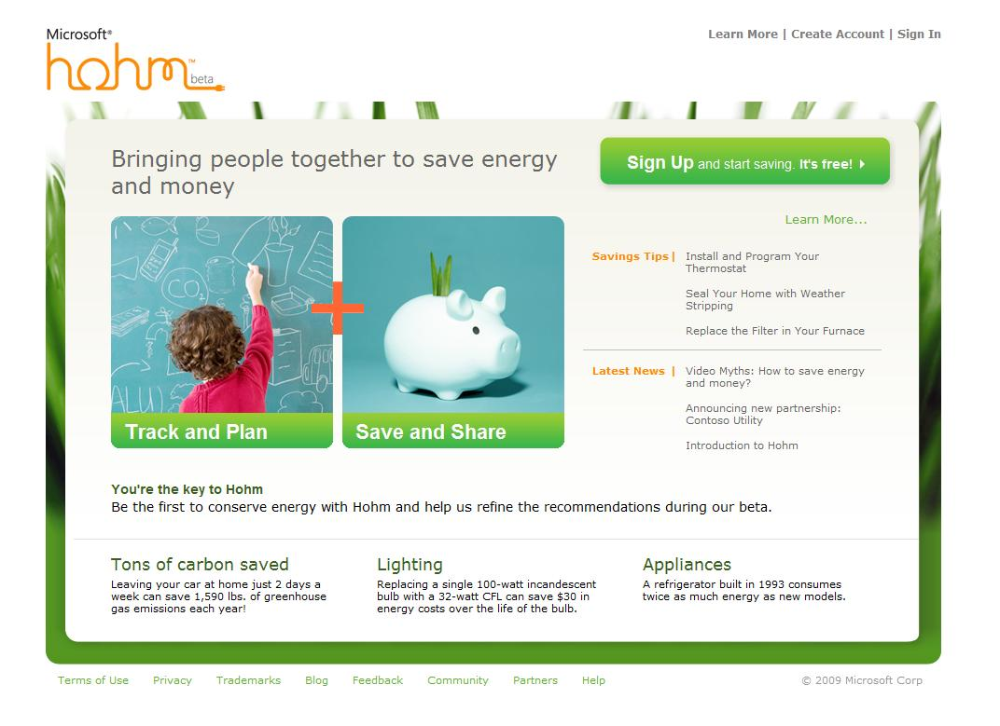 Microsoft®
hohm™
beta
Learn More | Create Account | Sign In
Bringing people together to save energy
and money
Sign Up and start saving. It's free!
Learn More...
CO2
ALU
Track and Plan
Save and Share
Savings Tips |
Install and Program Your
Thermostat
Seal Your Home with Weather
Stripping
Replace the Filter in Your Furnace
Latest News |
Video Myths: How to save energy
and money?
Announcing new partnership:
Contoso Utility
Introduction to Hohm
You're the key to Hohm
Be the first to conserve energy with Hohm and help us refine the recommendations during our beta.
Tons of carbon saved
Leaving your car at home just 2 days a
week can save 1,590 lbs. of greenhouse
gas emissions each year!
Lighting
Replacing a single 100-watt incandescent
bulb with a 32-watt CFL can save $30 in
energy costs over the life of the bulb.
Appliances
A refrigerator built in 1993 consumes
twice as much energy as new models.
Terms of Use Privacy Trademarks Blog Feedback Community Partners Help
© 2009 Microsoft Corp